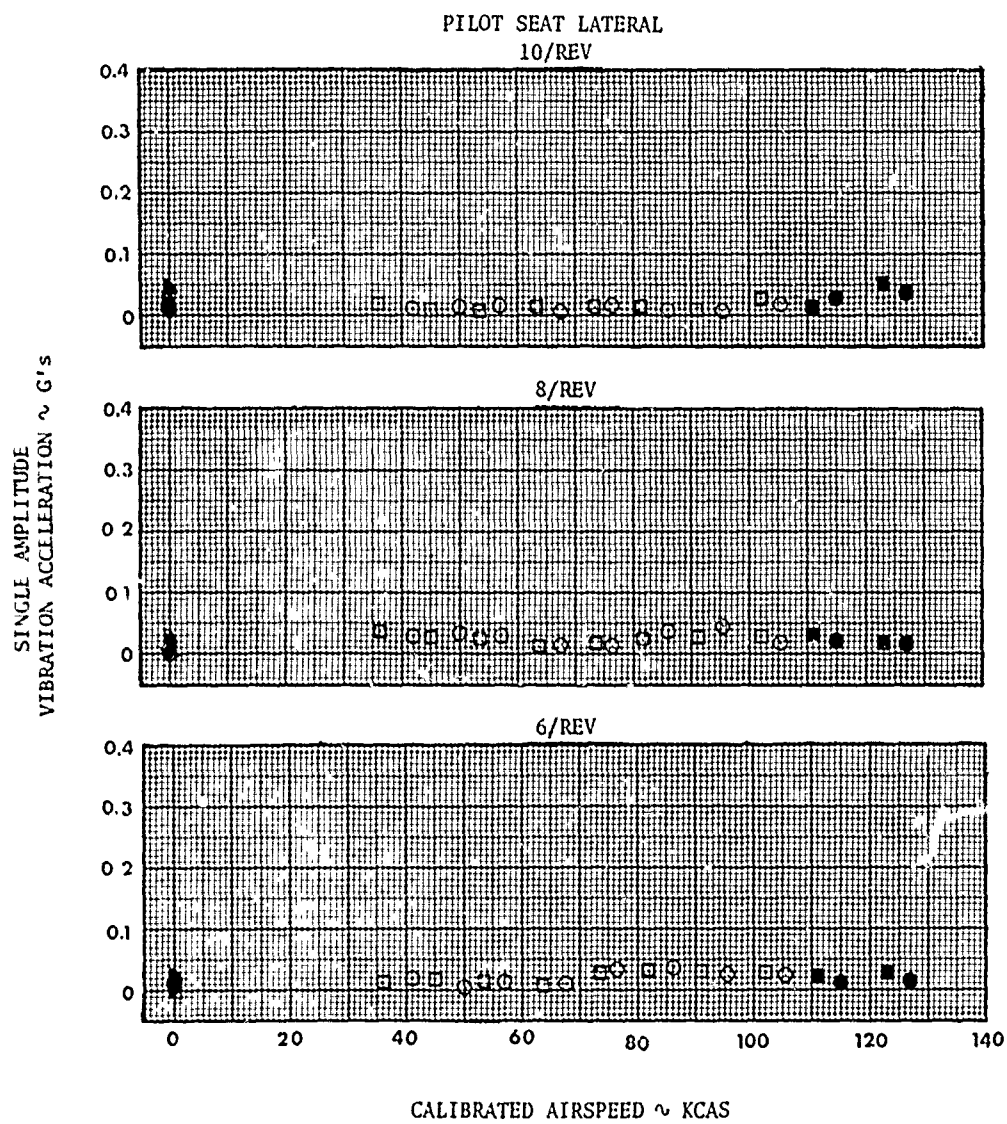 PILOT SEAT LATERAL
10/REV
0.4
0.3
0.2
0.1
0
8/REV
0.4
0.3
0 2
0 1
0
SINGLE AMPLITUDE
VIBRATION ACCELERATION ~ G's
6/REV
0.4
0.3
0 2
0.1
0
0 20 40 60 80 100 120 140
CALIBRATED AIRSPEED ~ KCAS